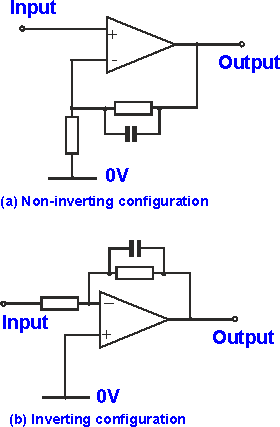 Input
+
-
Output
0V
(a) Non-inverting configuration
Input
−
+
Output
0V
(b) Inverting configuration